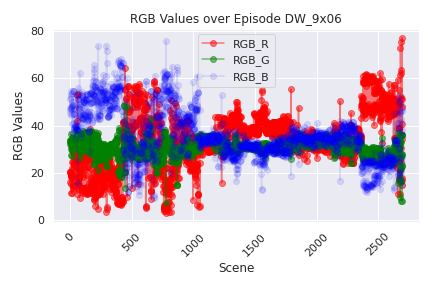 RGB Values over Episode DW_9x06
RGB_R
RGB_G
RGB_B
RGB Values
80
60
40
20
0
0
500
1000
1500
2000
2500
Scene